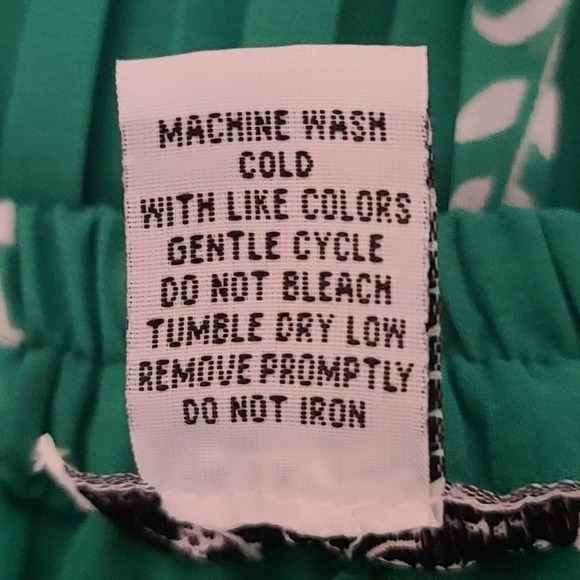 MACHINE WASH
COLD
WITH LIKE COLORS
GENTLE CYCLE
DO NOT BLEACH
TUMBLE DRY LOW
REMOVE PROMPTLY
DO NOT IRON